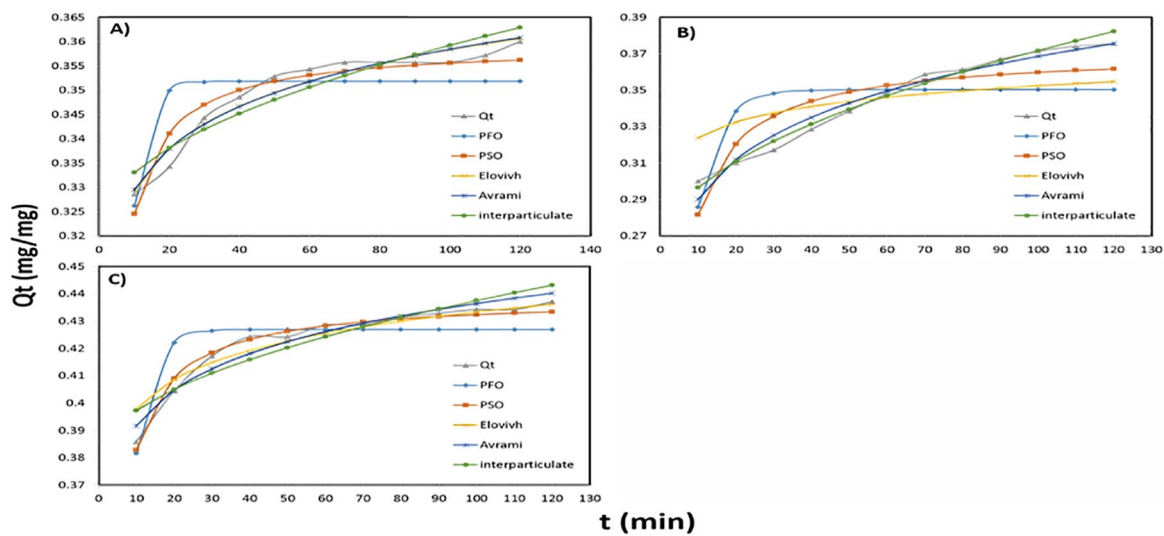 Qt (mg/mg)
A)
0.365
0.36
0.355
0.35
0.345
0.34
0.335
0.33
0.325
0.32
0 20 40 60 80 100 120 140
Qt
PFO
PSO
Elovivh
Avrami
interparticulate
B)
0.39
0.37
0.35
0.33
0.31
0.29
0.27
0 10 20 30 40 50 60 70 80 90 100 110 120 130
Qt
PFO
PSO
Elovivh
Avrami
interparticulate
C)
0.45
0.44
0.43
0.42
0.41
0.4
0.39
0.38
0.37
0 10 20 30 40 50 60 70 80 90 100 110 120 130
Qt
PFO
PSO
Elovivh
Avrami
interparticulate
t (min)